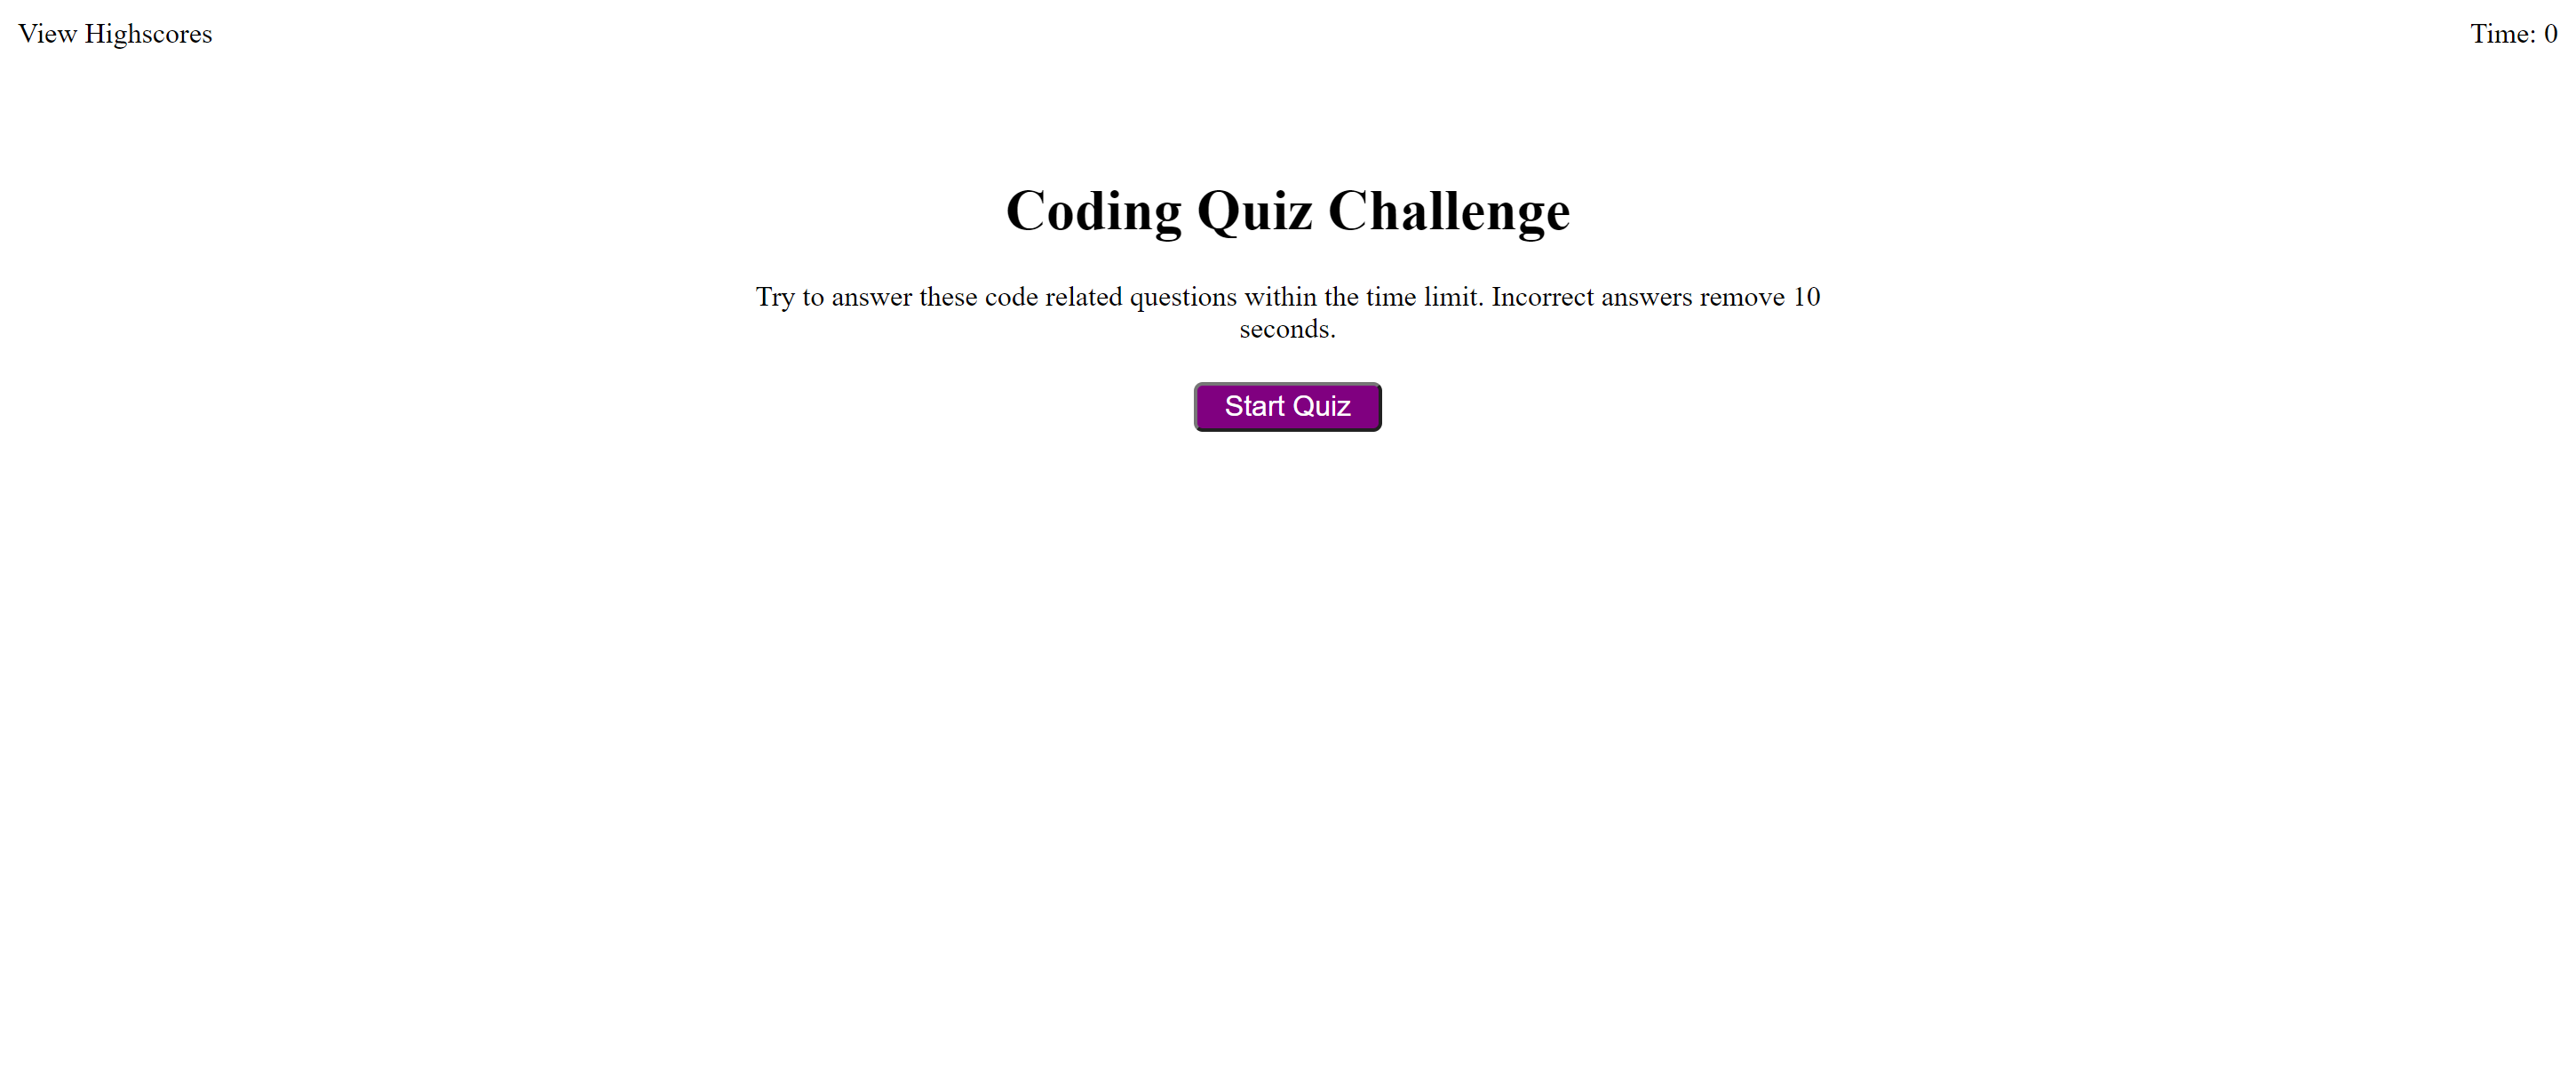 View Highscores
Time: 0
Coding Quiz Challenge
Try to answer these code related questions within the time limit. Incorrect answers remove 10
seconds.
Start Quiz